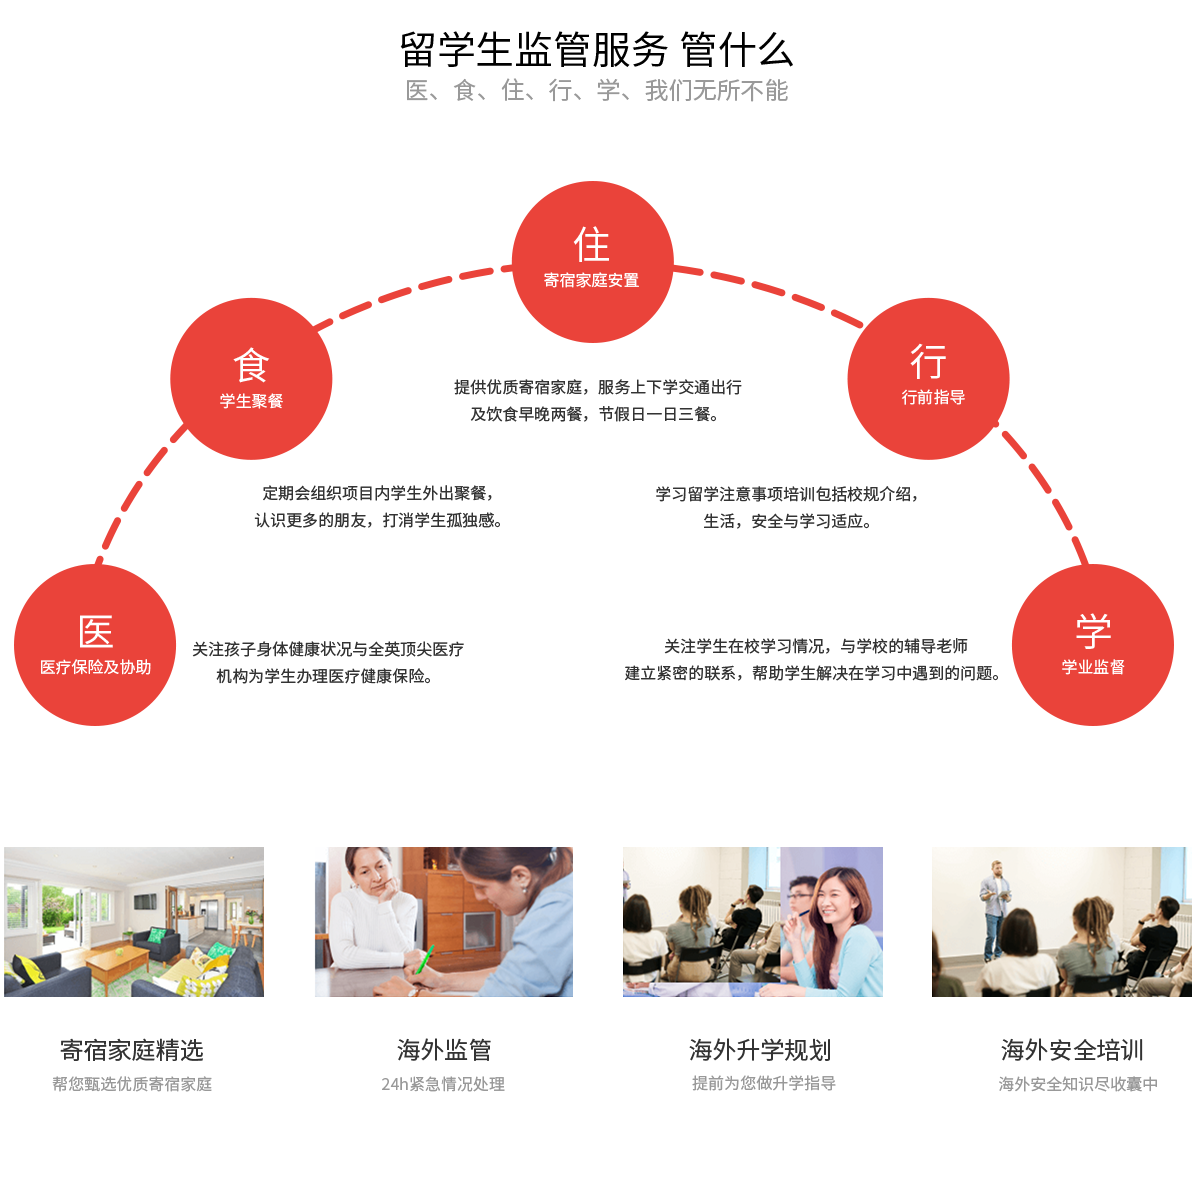 留学生监管服务 管什么
医、食、住、行、学、我们无所不能
住
寄宿家庭安置
食
学生聚餐
行
行前指导
提供优质寄宿家庭，服务上下学交通出行
及饮食早晚两餐，节假日一日三餐。
定期会组织项目内学生外出聚餐，
认识更多的朋友，打消学生孤独感。
学习留学注意事项培训包括校规介绍，
生活，安全与学习适应。
医
医疗保险及协助
关注孩子身体健康状况与全英顶尖医疗
机构为学生办理医疗健康保险。
关注学生在校学习情况，与学校的辅导老师
建立紧密的联系，帮助学生解决在学习中遇到的问题。
学
学业监督
寄宿家庭精选
帮您甄选优质寄宿家庭
海外监管
24h紧急情况处理
海外升学规划
提前为您做升学指导
海外安全培训
海外安全知识尽收囊中